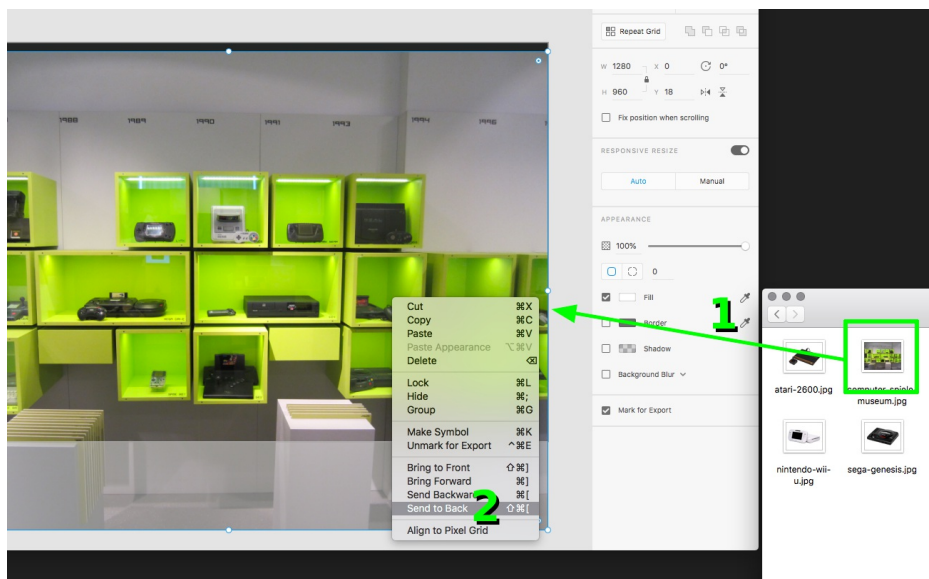 Repeat Grid
W 1280 X 0 0°
H 960 Y 18
Fix position when scrolling
RESPONSIVE RESIZE
Auto Manual
APPEARANCE
100%
0
Fill
Border
Shadow
Background Blur
Mark for Export
1988 1989 1990 1991 1993 1994 1996
Cut ⌘X
Copy ⌘C
Paste ⌘V
Paste Appearance ⌥⌘V
Delete ⌫
Lock ⌘L
Hide ⌘;
Group ⌘G
Make Symbol ⌘K
Unmark for Export ^⌘E
Bring to Front ⇧⌘]
Bring Forward ⌘]
Send Backward ⌘[
Send to Back ⇧⌘[
Align to Pixel Grid
1
2
atari-2600.jpg
computer-spiele-
museum.jpg
nintendo-wii-
u.jpg
sega-genesis.jpg